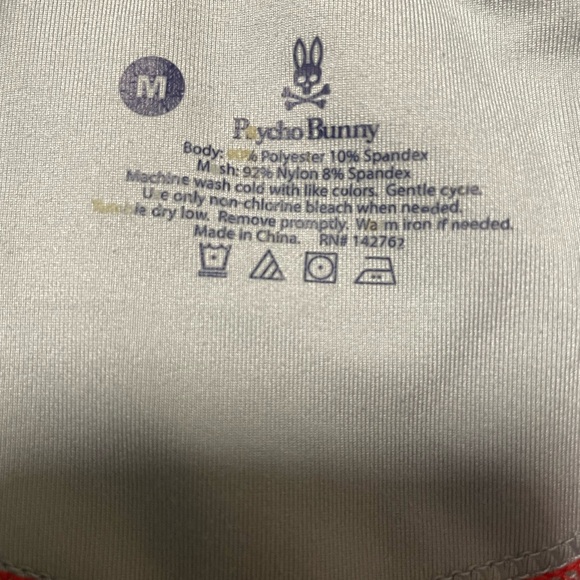 M
Psycho Bunny
Body: % Polyester 10% Spandex
Mesh: 92% Nylon 8% Spandex
Machine wash cold with like colors. Gentle cycle.
Use only non-chlorine bleach when needed.
Tumble dry low. Remove promptly. Warm iron if needed.
Made in China. RN# 142762